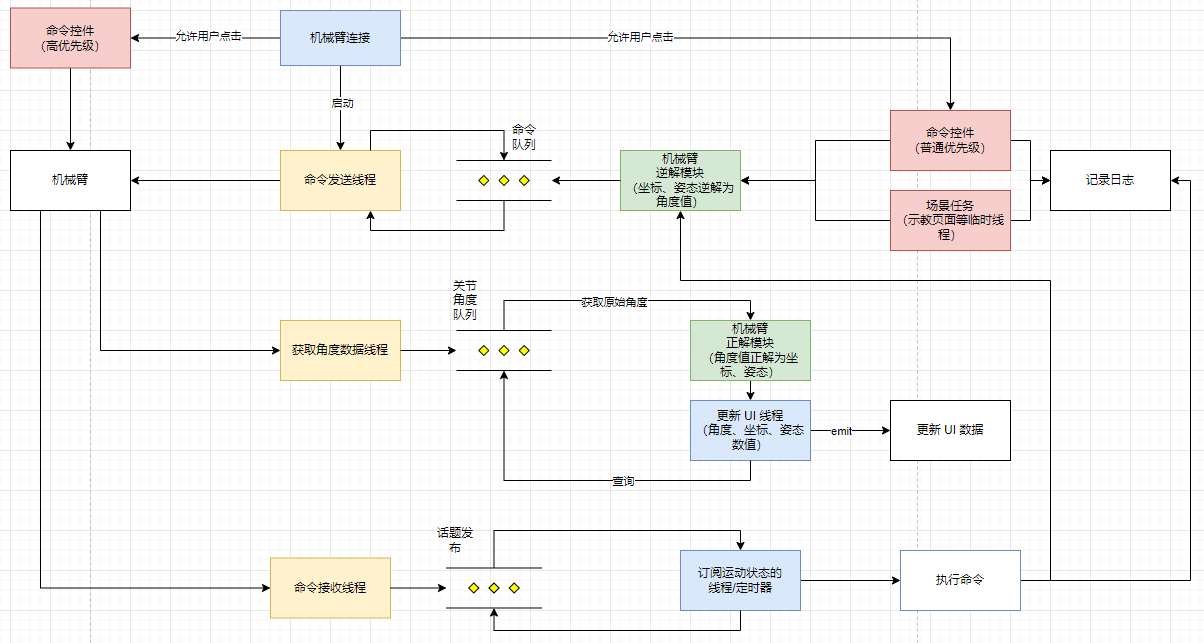 命令控件
（高优先级）
允许用户点击
机械臂连接
允许用户点击
启动
命令控件
（普通优先级）
命令
队列
机械臂
命令发送线程
机械臂
逆解模块
（坐标、姿态逆解为
角度值）
记录日志
场景任务
（示教页面等临时线
程）
关节
角度
队列
获取原始角度
获取角度数据线程
机械臂
正解模块
（角度值正解为坐
标、姿态）
更新 UI 线程
（角度、坐标、姿态
数值）
emit
更新 UI 数据
查询
话题发
布
命令接收线程
订阅运动状态的
线程/定时器
执行命令